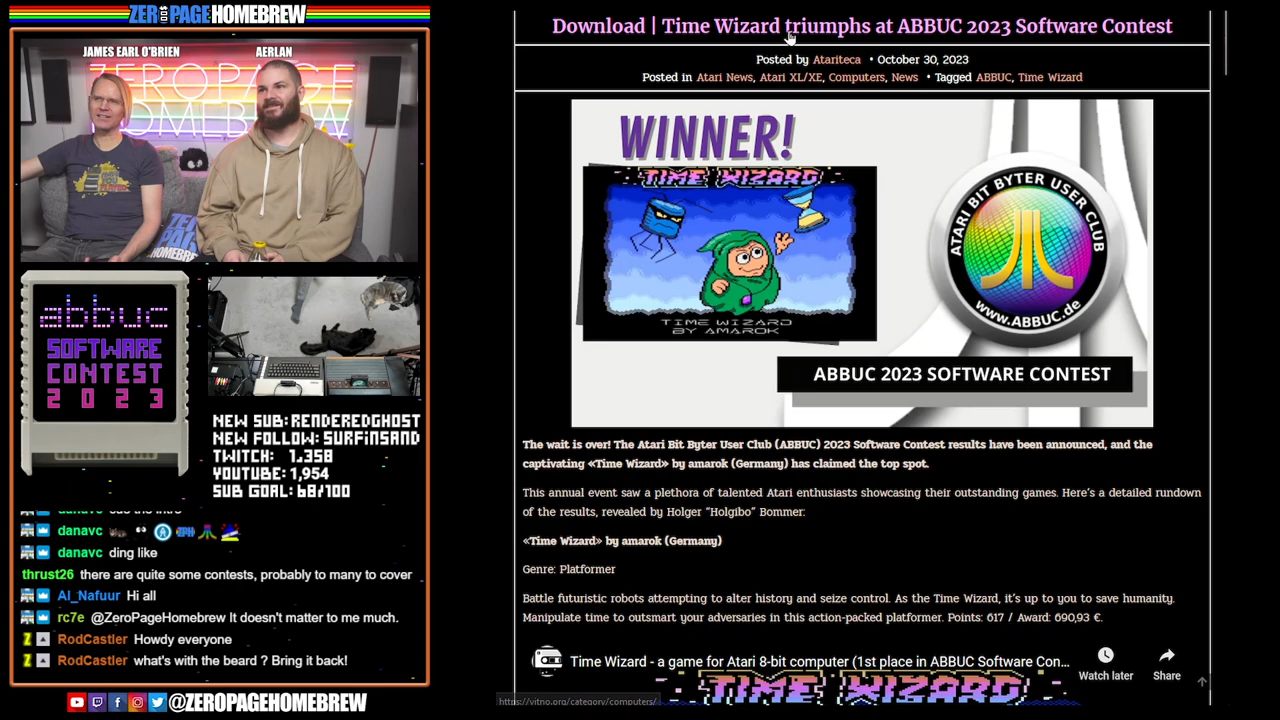 ZEROPAGEHOMEBREW
JAMES EARL O'BRIEN
AERLAN
ZEROPAGE
HOMEBREW
abbuc
SOFTWARE
CONTEST
2023
NEW SUB: RENDEREDGHOST
NEW FOLLOW: SURFINSAND
TWITCH: 1,358
YOUTUBE: 1,954
SUB GOAL: 68/100
danavc
danavc ding like
thrust26 there are quite some contests, probably to many to cover
Al_Nafuur Hi all
rc7e @ZeroPageHomebrew It doesn't matter to me much.
RodCastler Howdy everyone
RodCastler what's with the beard ? Bring it back!
@ZEROPAGEHOMEBREW
Download | Time Wizard triumphs at ABBUC 2023 Software Contest
Posted by Atariteca • October 30, 2023
Posted in Atari News, Atari XL/XE, Computers, News • Tagged ABBUC, Time Wizard
WINNER!
TIME WIZARD
TIME WIZARD
BY AMAROK
ATARI BIT BYTER USER CLUB
www.ABBUC.de
ABBUC 2023 SOFTWARE CONTEST
The wait is over! The Atari Bit Byter User Club (ABBUC) 2023 Software Contest results have been announced, and the
captivating «Time Wizard» by amarok (Germany) has claimed the top spot.
This annual event saw a plethora of talented Atari enthusiasts showcasing their outstanding games. Here's a detailed rundown
of the results, revealed by Holger “Holgibo” Bommer:
«Time Wizard» by amarok (Germany)
Genre: Platformer
Battle futuristic robots attempting to alter history and seize control. As the Time Wizard, it's up to you to save humanity.
Manipulate time to outsmart your adversaries in this action-packed platformer. Points: 617 / Award: 690,93 €.
Time Wizard - a game for Atari 8-bit computer (1st place in ABBUC Software Con...
Watch later
Share
TIME WIZARD
https://vitno.org/category/computers/